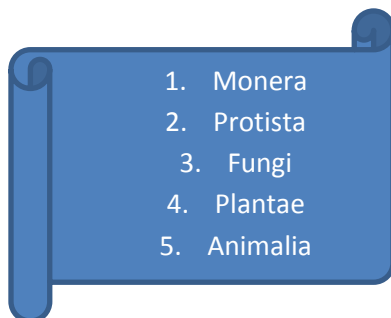 1. Monera
2. Protista
3. Fungi
4. Plantae
5. Animalia